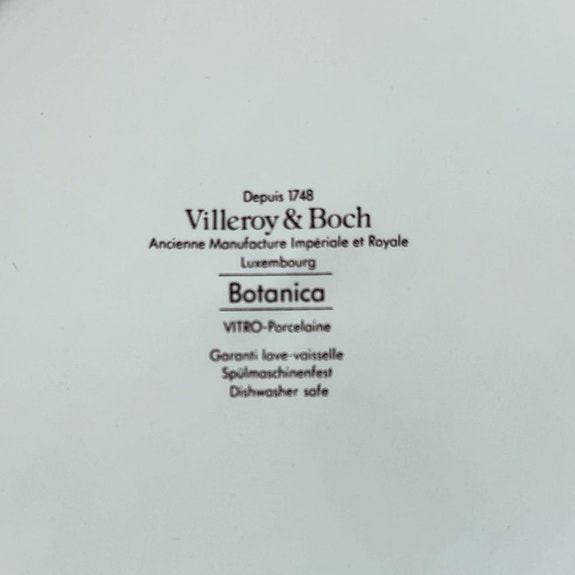 Depuis 1748
Villeroy & Boch
Ancienne Manufacture Impériale et Royale
Luxembourg
Botanica
VITRO-Porcelaine
Garanti lave-vaisselle
Spülmaschinenfest
Dishwasher safe